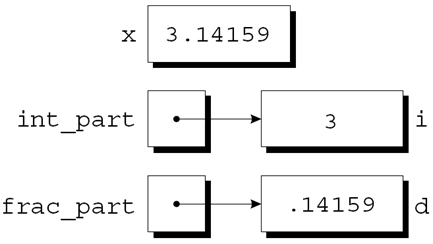 x 3.14159
int_part 3 i
frac_part .14159 d